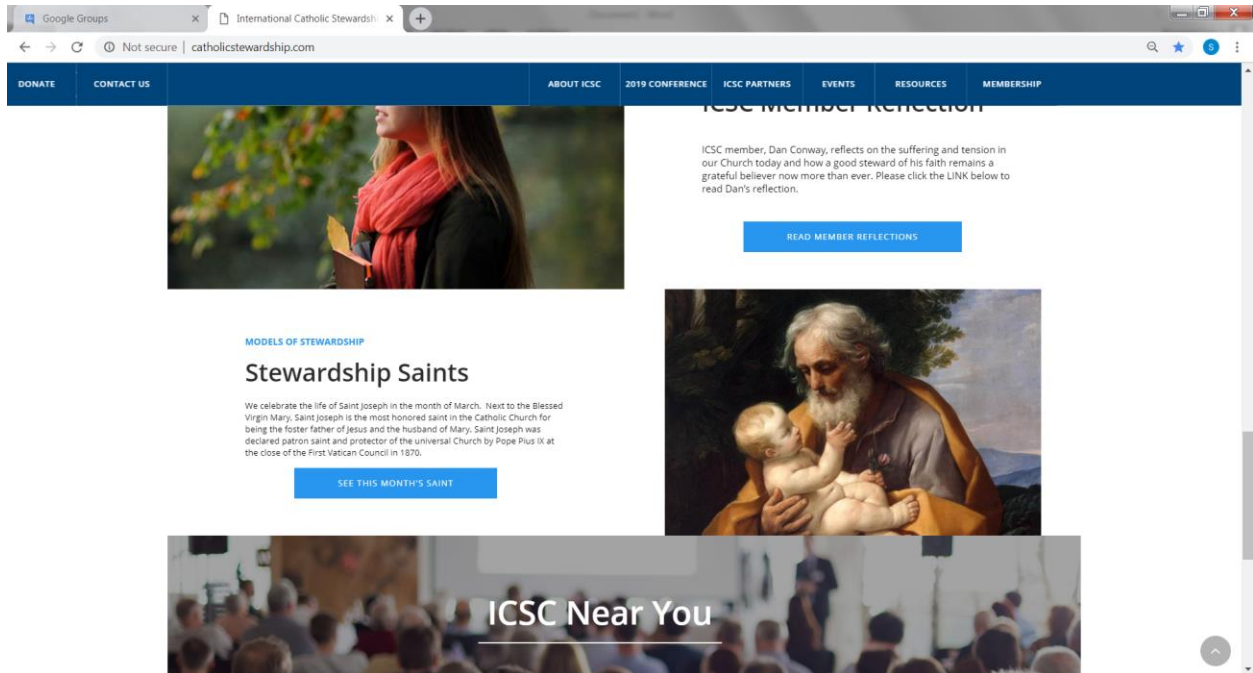 Google Groups
International Catholic Stewardsh
Not secure | catholicstewardship.com
S
DONATE
CONTACT US
ABOUT ICSC
2019 CONFERENCE
ICSC PARTNERS
EVENTS
RESOURCES
MEMBERSHIP
ICSC Member Reflection
ICSC member, Dan Conway, reflects on the suffering and tension in
our Church today and how a good steward of his faith remains a
grateful believer now more than ever. Please click the LINK below to
read Dan's reflection.
READ MEMBER REFLECTIONS
MODELS OF STEWARDSHIP
Stewardship Saints
We celebrate the life of Saint Joseph in the month of March. Next to the Blessed
Virgin Mary, Saint Joseph is the most honored saint in the Catholic Church for
being the foster father of Jesus and the husband of Mary. Saint Joseph was
declared patron saint and protector of the universal Church by Pope Pius IX at
the close of the First Vatican Council in 1870.
SEE THIS MONTH'S SAINT
ICSC Near You